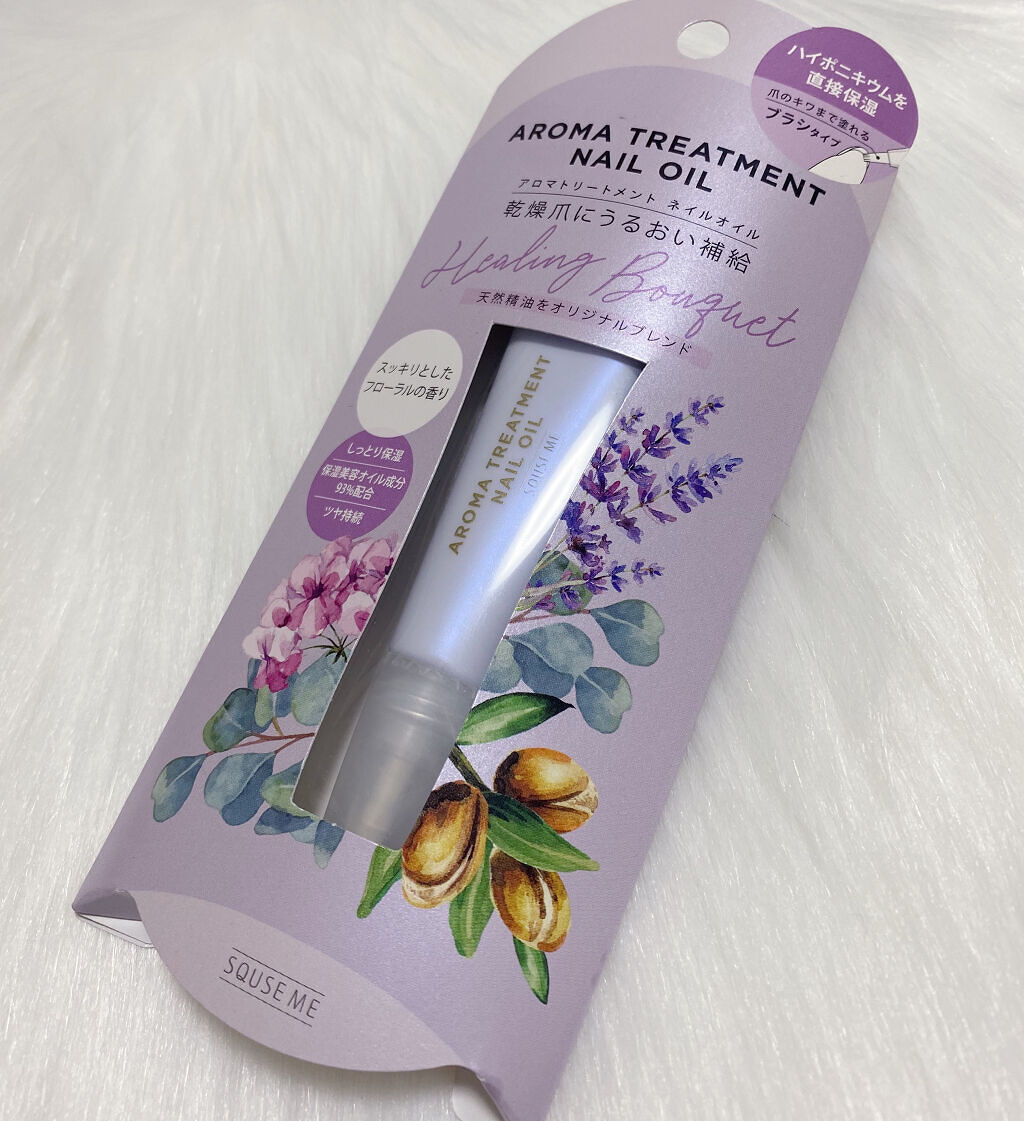 ハイポニキウムを
直接保湿
爪のキワまで塗れる
ブラシタイプ
AROMA TREATMENT
NAIL OIL
アロマトリートメント ネイルオイル
乾燥爪にうるおい補給
Healing Bouquet
天然精油をオリジナルブレンド
スッキリとした
フローラルの香り
しっとり保湿
保湿美容オイル成分
93%配合
ツヤ持続
AROMA TREATMENT
NAIL OIL
SQUSE ME
SQUSE ME